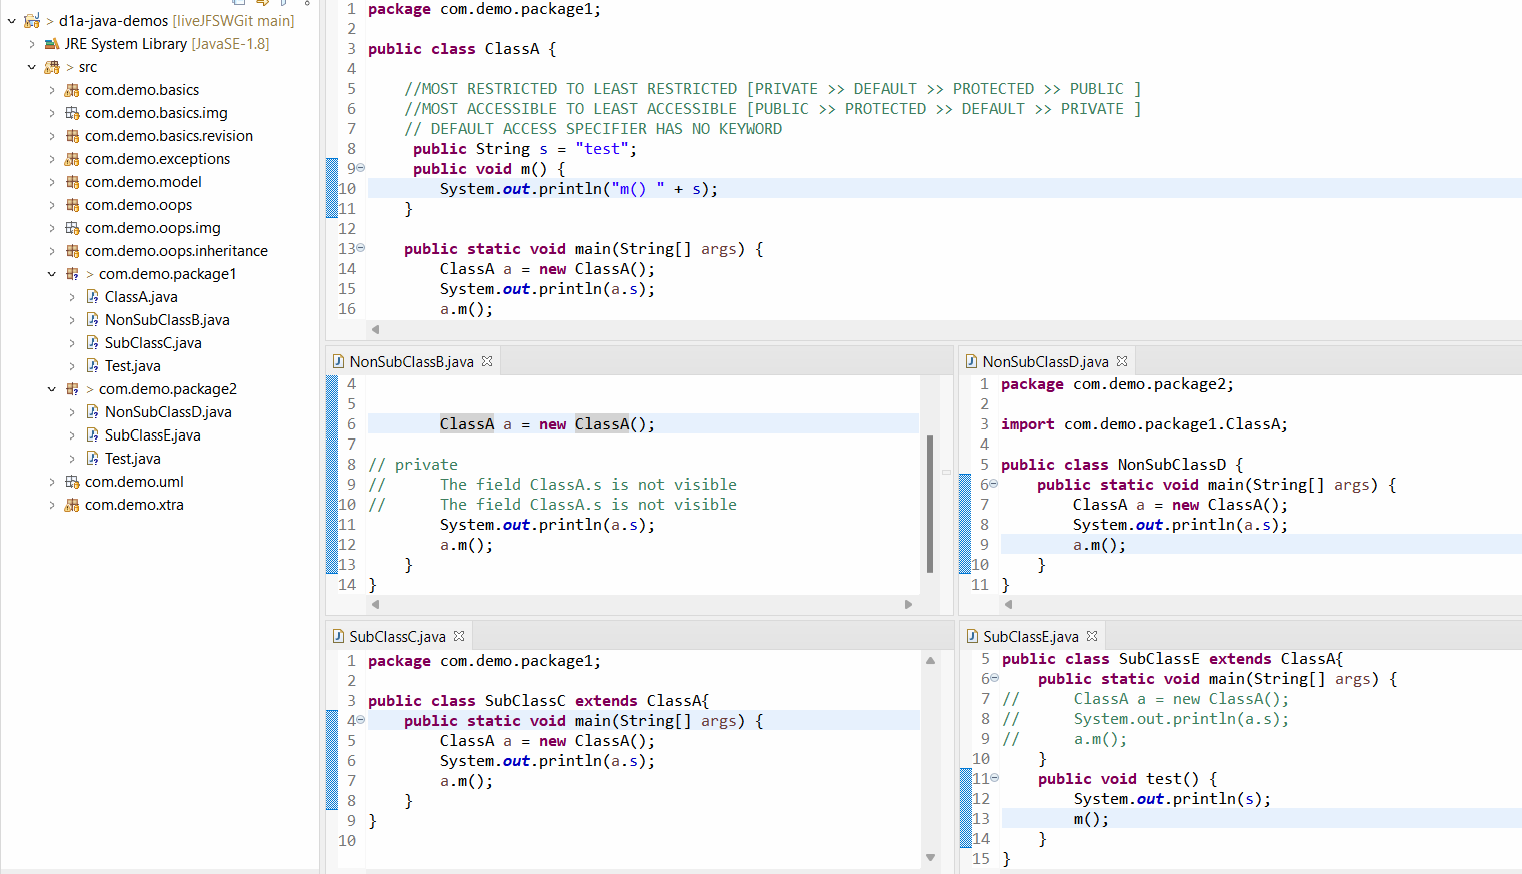 > d1a-java-demos [liveJFSWGit main]
JRE System Library [JavaSE-1.8]
> src
com.demo.basics
com.demo.basics.img
com.demo.basics.revision
com.demo.exceptions
com.demo.model
com.demo.oops
com.demo.oops.img
com.demo.oops.inheritance
> com.demo.package1
ClassA.java
NonSubClassB.java
SubClassC.java
Test.java
> com.demo.package2
NonSubClassD.java
SubClassE.java
Test.java
com.demo.uml
com.demo.xtra
1 package com.demo.package1;
2
3 public class ClassA {
4
5 //MOST RESTRICTED TO LEAST RESTRICTED [PRIVATE >> DEFAULT >> PROTECTED >> PUBLIC ]
6 //MOST ACCESSIBLE TO LEAST ACCESSIBLE [PUBLIC >> PROTECTED >> DEFAULT >> PRIVATE ]
7 // DEFAULT ACCESS SPECIFIER HAS NO KEYWORD
8 public String s = "test";
9 public void m() {
10 System.out.println("m() " + s);
11 }
12
13 public static void main(String[] args) {
14 ClassA a = new ClassA();
15 System.out.println(a.s);
16 a.m();
NonSubClassB.java
4
5
6 ClassA a = new ClassA();
7
8 // private
9 // The field ClassA.s is not visible
10 // The field ClassA.s is not visible
11 System.out.println(a.s);
12 a.m();
13 }
14 }
NonSubClassD.java
1 package com.demo.package2;
2
3 import com.demo.package1.ClassA;
4
5 public class NonSubClassD {
6 public static void main(String[] args) {
7 ClassA a = new ClassA();
8 System.out.println(a.s);
9 a.m();
10 }
11 }
SubClassC.java
1 package com.demo.package1;
2
3 public class SubClassC extends ClassA{
4 public static void main(String[] args) {
5 ClassA a = new ClassA();
6 System.out.println(a.s);
7 a.m();
8 }
9 }
10
SubClassE.java
5 public class SubClassE extends ClassA{
6 public static void main(String[] args) {
7 // ClassA a = new ClassA();
8 // System.out.println(a.s);
9 // a.m();
10 }
11 public void test() {
12 System.out.println(s);
13 m();
14 }
15 }